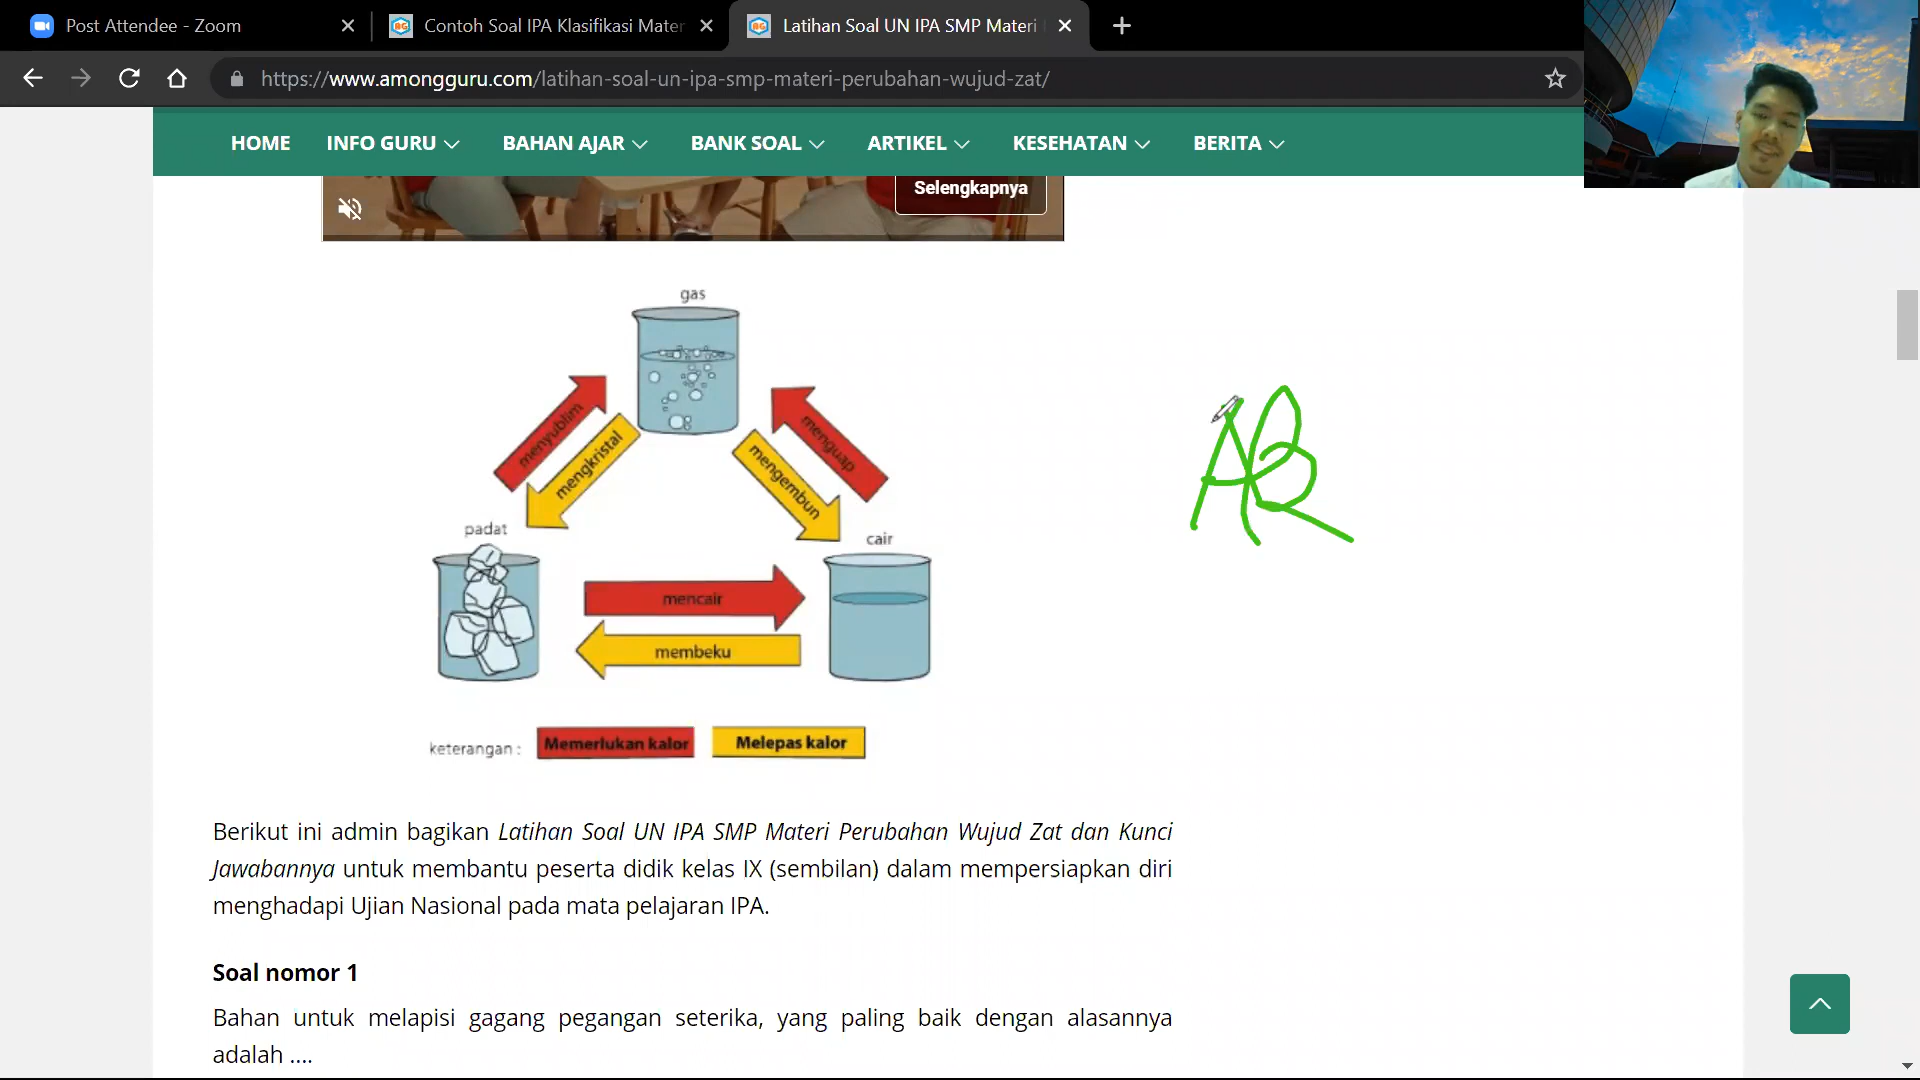 Post Attendee - Zoom
Contoh Soal IPA Klasifikasi Mater
Latihan Soal UN IPA SMP Materi
https://www.amongguru.com/latihan-soal-un-ipa-smp-materi-perubahan-wujud-zat/
HOME INFO GURU BAHAN AJAR BANK SOAL ARTIKEL KESEHATAN BERITA
Selengkapnya
gas
menyublim
mengkristal
menguap
mengembun
padat
cair
mencair
membeku
keterangan : Memerlukan kalor Melepas kalor
Berikut ini admin bagikan Latihan Soal UN IPA SMP Materi Perubahan Wujud Zat dan Kunci
Jawabannya untuk membantu peserta didik kelas IX (sembilan) dalam mempersiapkan diri
menghadapi Ujian Nasional pada mata pelajaran IPA.
Soal nomor 1
Bahan untuk melapisi gagang pegangan seterika, yang paling baik dengan alasannya
adalah ....